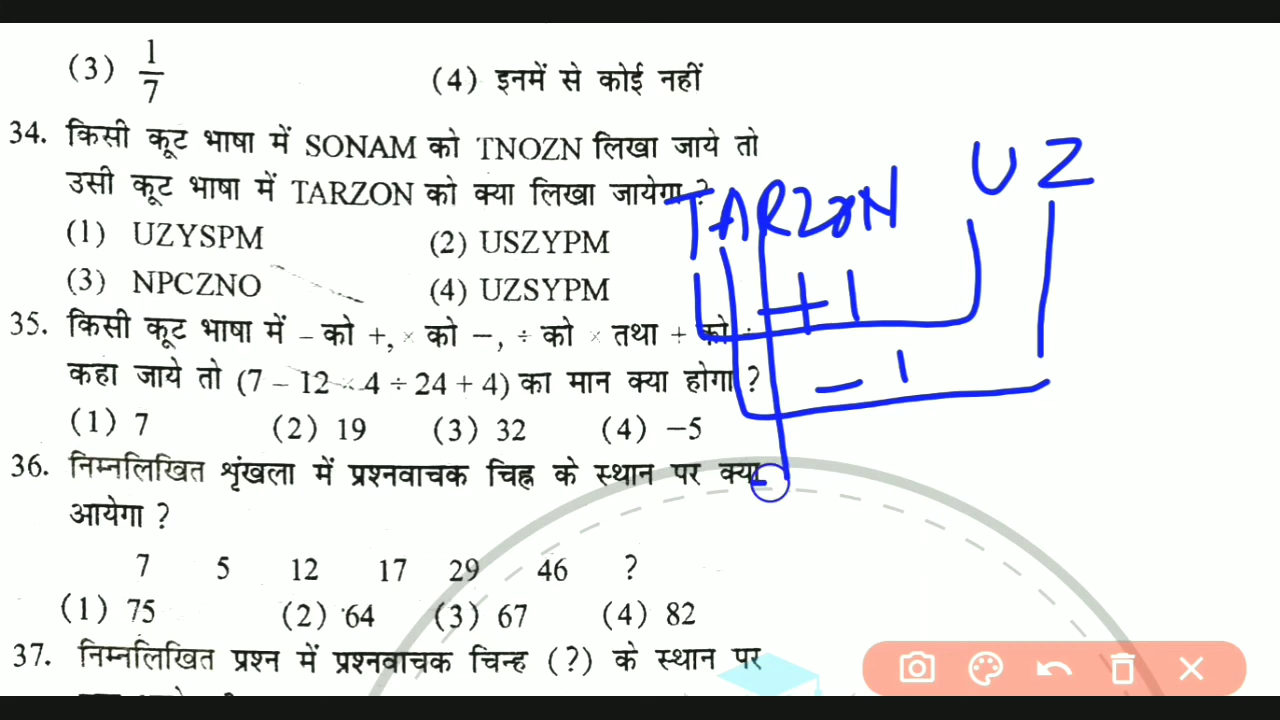 (3) 1/7 (4) इनमें से कोई नहीं
34. किसी कूट भाषा में SONAM को TNOZN लिखा जाये तो
उसी कूट भाषा में TARZON को क्या लिखा जायेगा ?
(1) UZYSPM (2) USZYPM
(3) NPCZNO (4) UZSYPM
TARZON UZ
+1
-1
35. किसी कूट भाषा में – को +, × को –, ÷ को × तथा + को ÷
कहा जाये तो (7 – 12 × 4 ÷ 24 + 4) का मान क्या होगा ?
(1) 7 (2) 19 (3) 32 (4) –5
36. निम्नलिखित शृंखला में प्रश्नवाचक चिह्न के स्थान पर क्या
आयेगा ?
7 5 12 17 29 46 ?
(1) 75 (2) 64 (3) 67 (4) 82
37. निम्नलिखित प्रश्न में प्रश्नवाचक चिन्ह (?) के स्थान पर